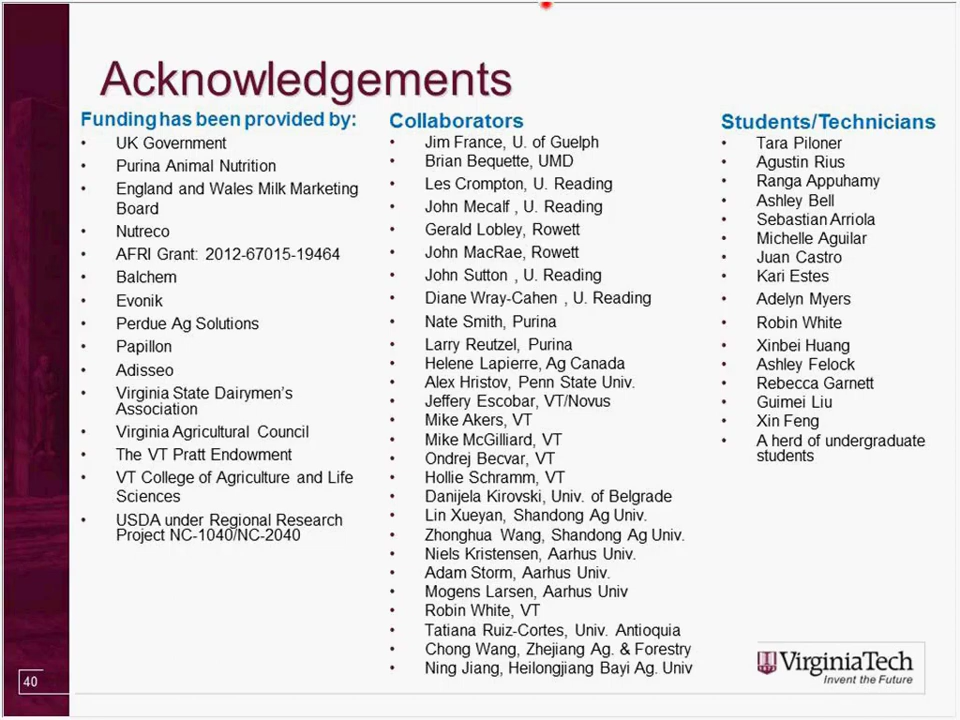 Acknowledgements
Funding has been provided by:
• UK Government
• Purina Animal Nutrition
• England and Wales Milk Marketing
Board
• Nutreco
• AFRI Grant: 2012-67015-19464
• Balchem
• Evonik
• Perdue Ag Solutions
• Papillon
• Adisseo
• Virginia State Dairymen's
Association
• Virginia Agricultural Council
• The VT Pratt Endowment
• VT College of Agriculture and Life
Sciences
• USDA under Regional Research
Project NC-1040/NC-2040
Collaborators
• Jim France, U. of Guelph
• Brian Bequette, UMD
• Les Crompton, U. Reading
• John Mecalf , U. Reading
• Gerald Lobley, Rowett
• John MacRae, Rowett
• John Sutton , U. Reading
• Diane Wray-Cahen , U. Reading
• Nate Smith, Purina
• Larry Reutzel, Purina
• Helene Lapierre, Ag Canada
• Alex Hristov, Penn State Univ.
• Jeffery Escobar, VT/Novus
• Mike Akers, VT
• Mike McGilliard, VT
• Ondrej Becvar, VT
• Hollie Schramm, VT
• Danijela Kirovski, Univ. of Belgrade
• Lin Xueyan, Shandong Ag Univ.
• Zhonghua Wang, Shandong Ag Univ.
• Niels Kristensen, Aarhus Univ.
• Adam Storm, Aarhus Univ.
• Mogens Larsen, Aarhus Univ
• Robin White, VT
• Tatiana Ruiz-Cortes, Univ. Antioquia
• Chong Wang, Zhejiang Ag. & Forestry
• Ning Jiang, Heilongjiang Bayi Ag. Univ
Students/Technicians
• Tara Piloner
• Agustin Rius
• Ranga Appuhamy
• Ashley Bell
• Sebastian Arriola
• Michelle Aguilar
• Juan Castro
• Kari Estes
• Adelyn Myers
• Robin White
• Xinbei Huang
• Ashley Felock
• Rebecca Garnett
• Guimei Liu
• Xin Feng
• A herd of undergraduate
students
40
VirginiaTech
Invent the Future